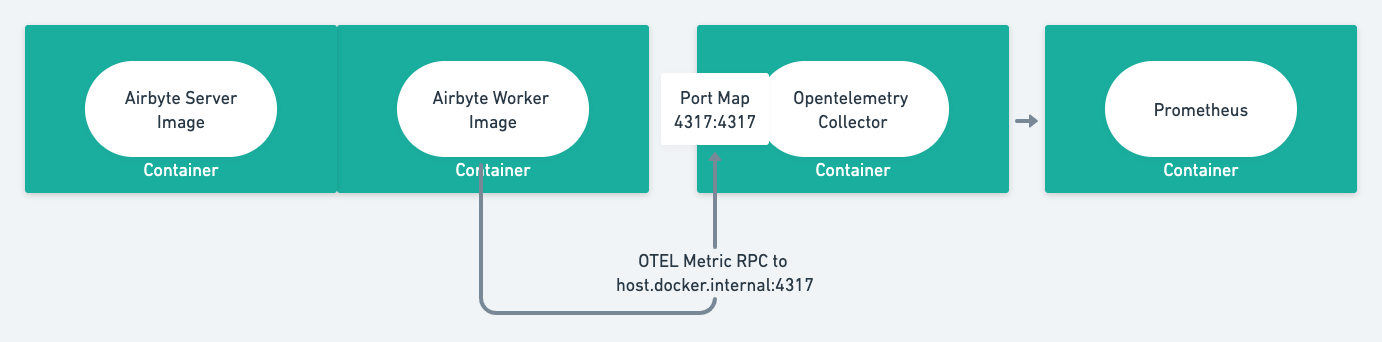 Airbyte Server
Image
Container
Airbyte Worker
Image
Container
Port Map
4317:4317
Opentelemetry
Collector
Container
Prometheus
Container
OTEL Metric RPC to
host.docker.internal:4317